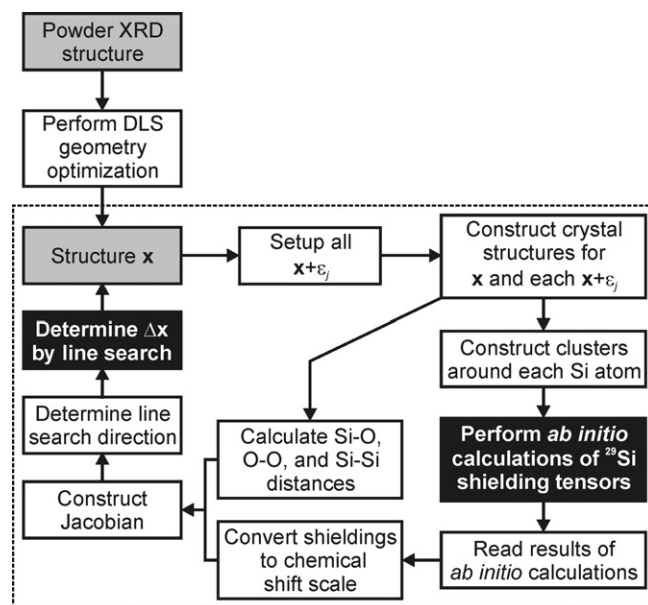 Powder XRD
structure
Perform DLS
geometry
optimization
Structure x
Setup all
x+εj
Construct crystal
structures for
x and each x+εj
Determine Δx
by line search
Construct clusters
around each Si atom
Determine line
search direction
Calculate Si-O,
O-O, and Si-Si
distances
Perform ab initio
calculations of ²⁹Si
shielding tensors
Construct
Jacobian
Convert shieldings
to chemical
shift scale
Read results of
ab initio calculations